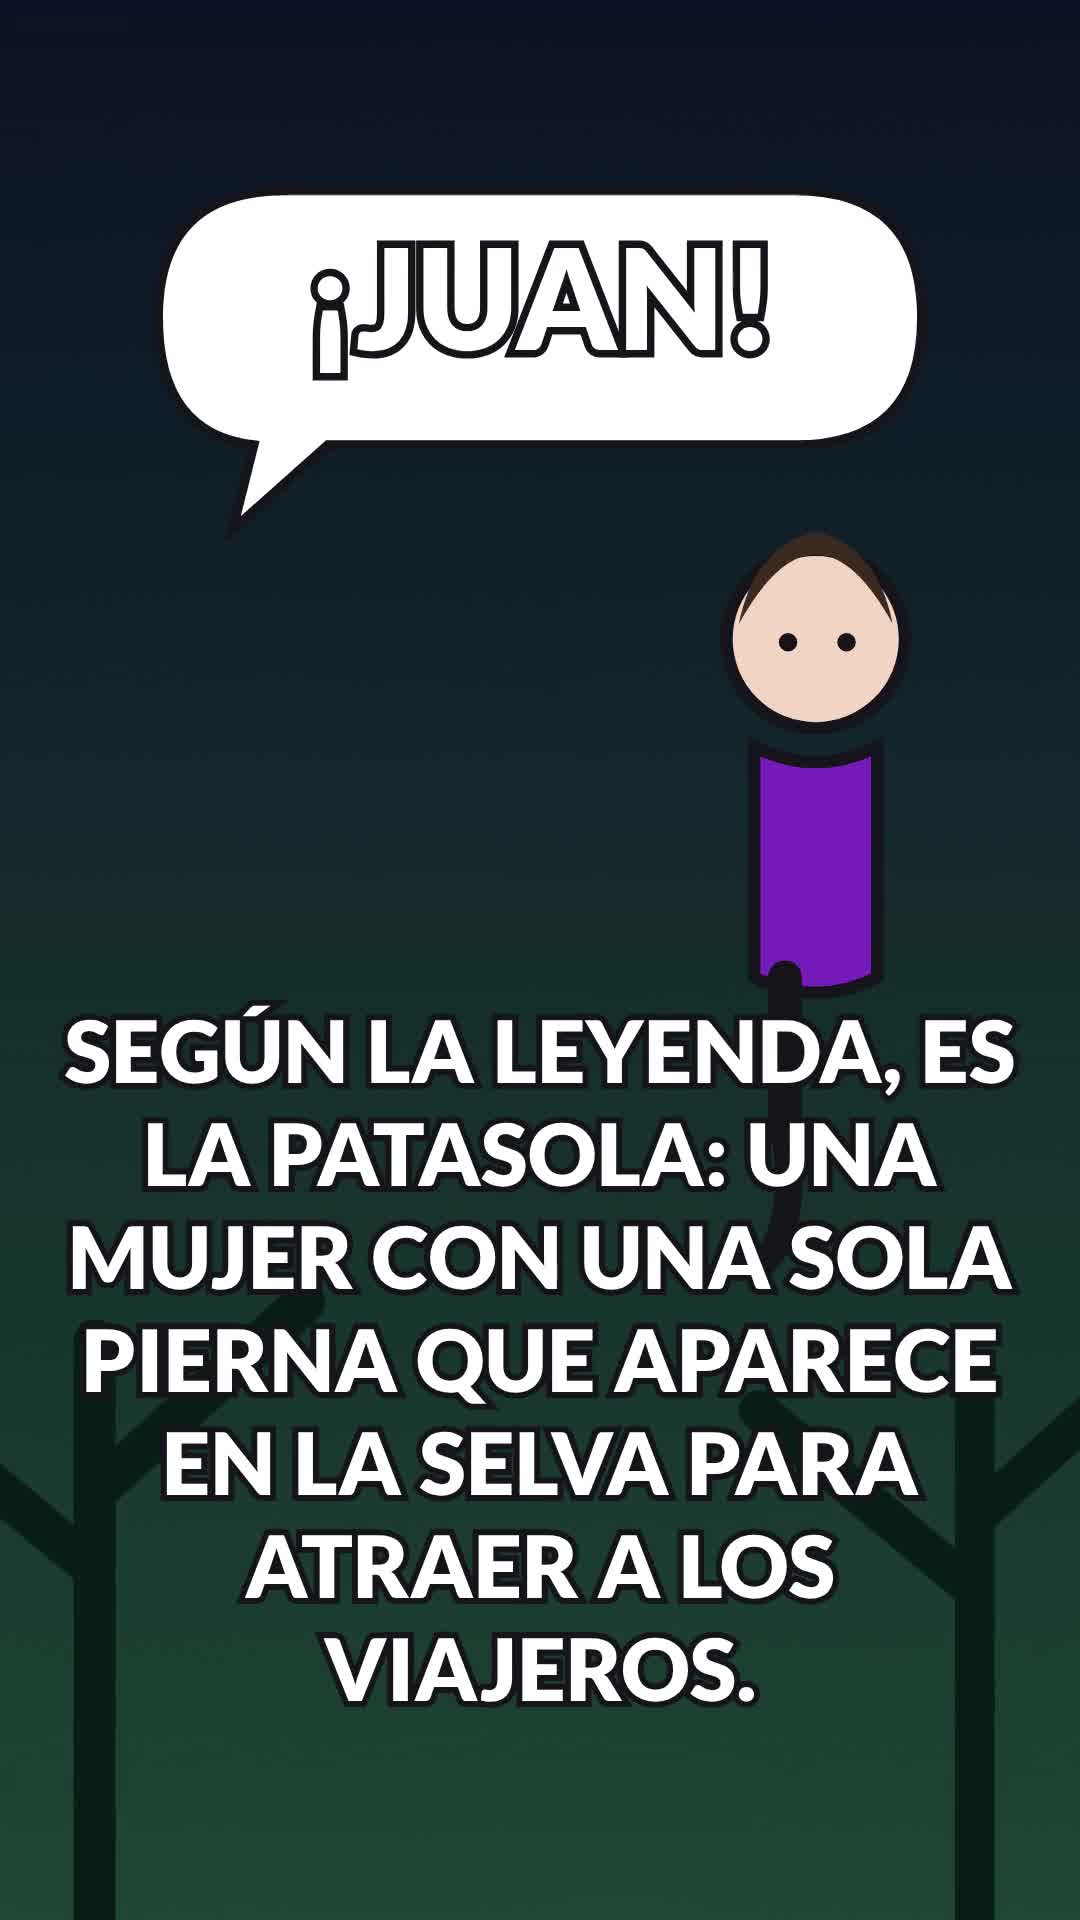 ¡JUAN!
SEGÚN LA LEYENDA, ES
LA PATASOLA: UNA
MUJER CON UNA SOLA
PIERNA QUE APARECE
EN LA SELVA PARA
ATRAER A LOS
VIAJEROS.